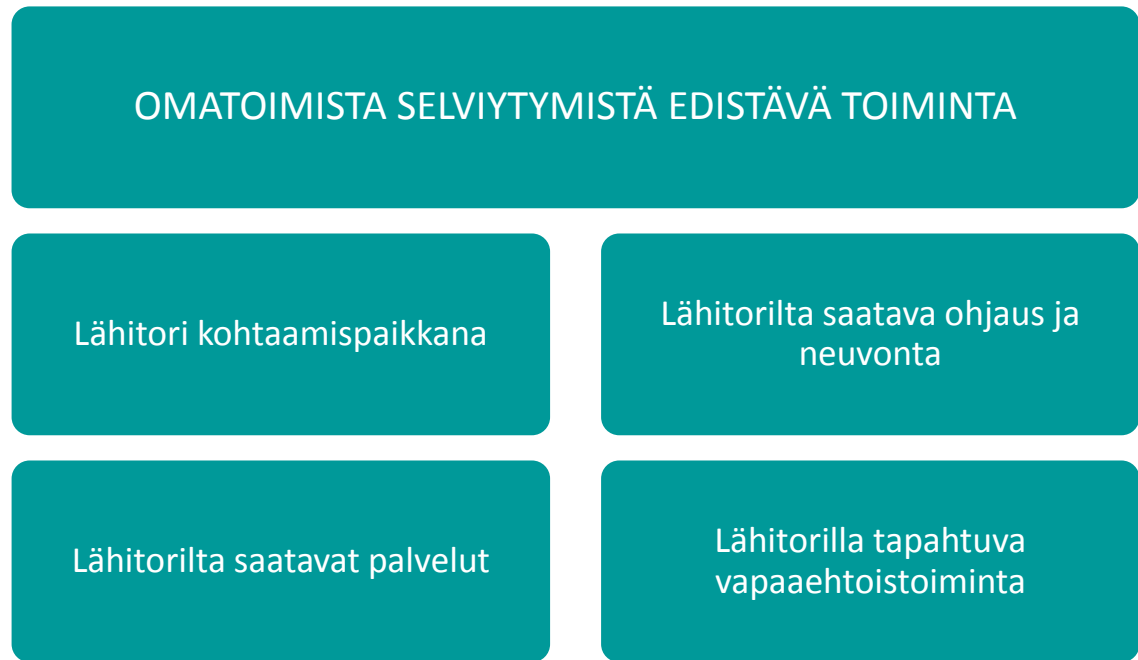 OMATOIMISTA SELVIYTYMISTÄ EDISTÄVÄ TOIMINTA
Lähitori kohtaamispaikkana
Lähitorilta saatava ohjaus ja
neuvonta
Lähitorilta saatavat palvelut
Lähitorilla tapahtuva
vapaaehtoistoiminta